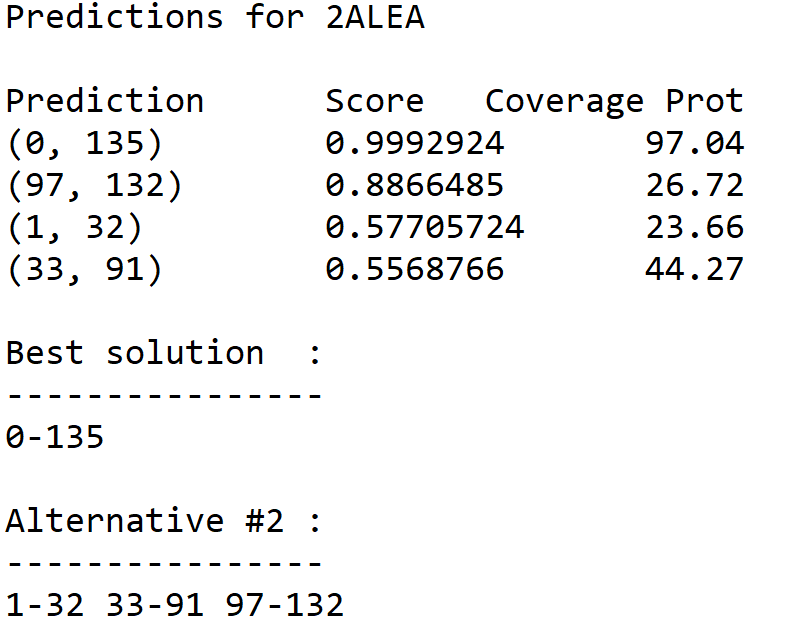 Predictions for 2ALEA
Prediction Score Coverage Prot
(0, 135) 0.9992924 97.04
(97, 132) 0.8866485 26.72
(1, 32) 0.57705724 23.66
(33, 91) 0.5568766 44.27
Best solution :
----------------
0-135
Alternative #2 :
----------------
1-32 33-91 97-132